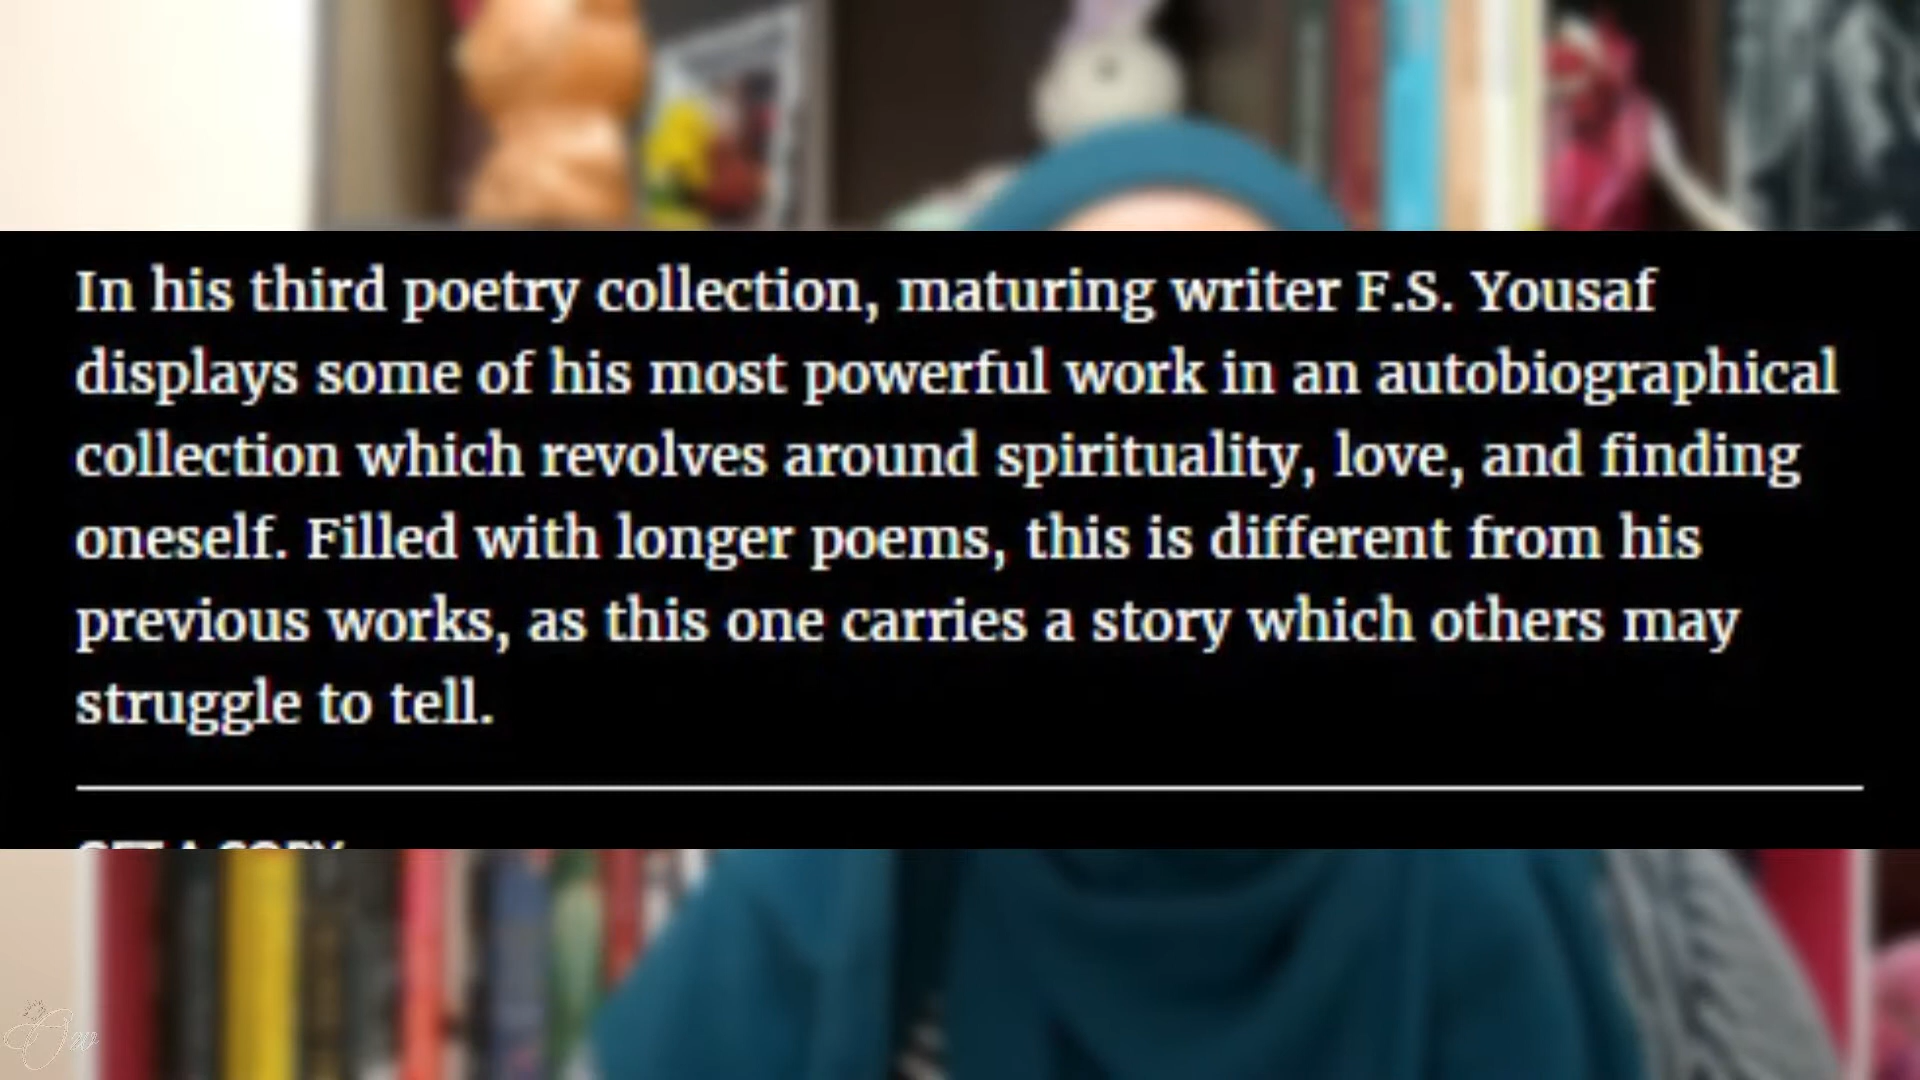 In his third poetry collection, maturing writer F.S. Yousaf
displays some of his most powerful work in an autobiographical
collection which revolves around spirituality, love, and finding
oneself. Filled with longer poems, this is different from his
previous works, as this one carries a story which others may
struggle to tell.